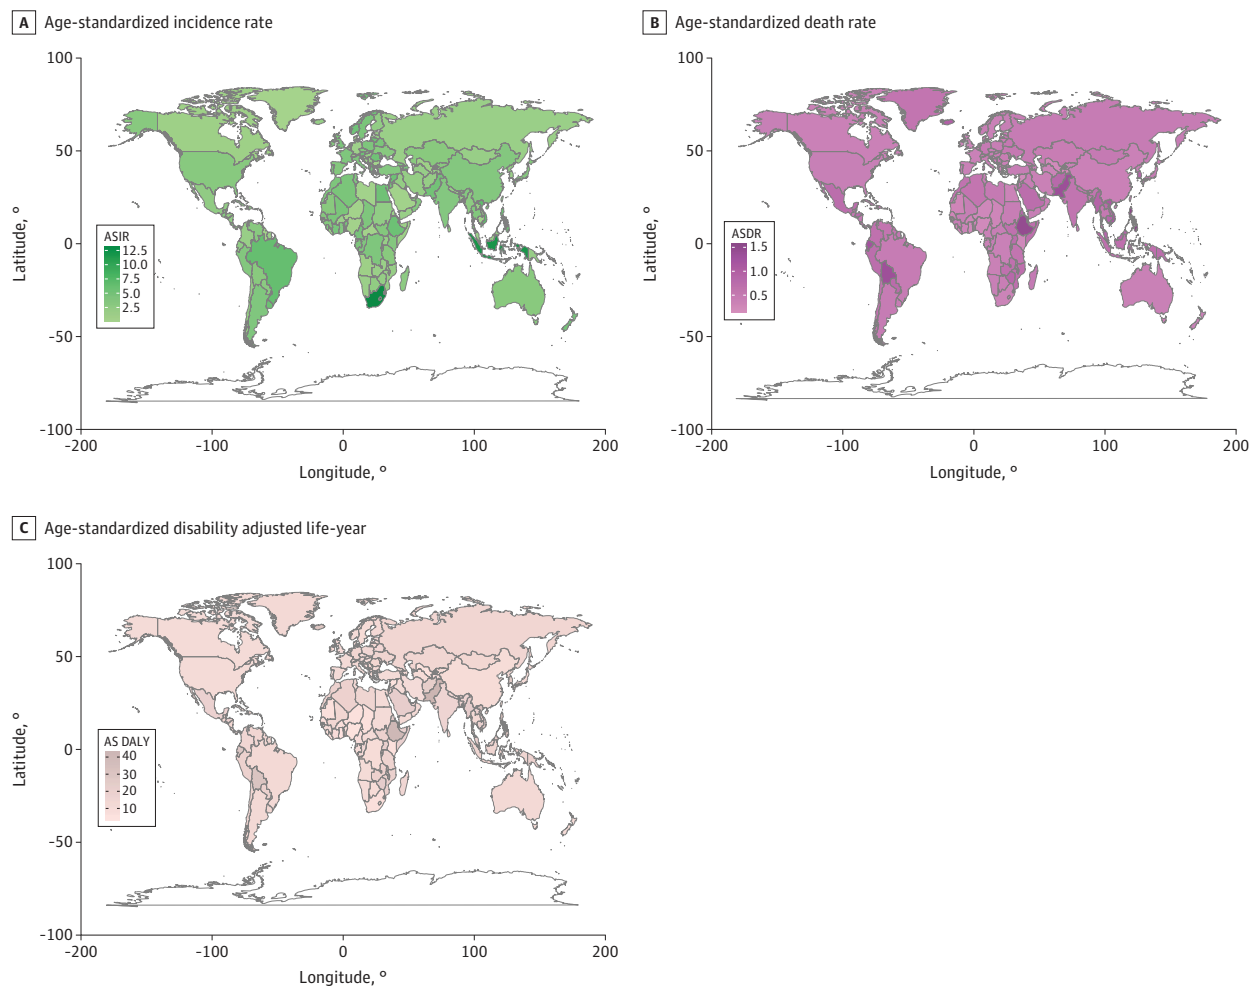 A Age-standardized incidence rate
100
50
0
-50
-100
Latitude, °
ASIR
12.5
10.0
7.5
5.0
2.5
-200 -100 0 100 200
Longitude, °
B Age-standardized death rate
100
50
0
-50
-100
Latitude, °
ASDR
1.5
1.0
0.5
-200 -100 0 100 200
Longitude, °
C Age-standardized disability adjusted life-year
100
50
0
-50
-100
Latitude, °
AS DALY
40
30
20
10
-200 -100 0 100 200
Longitude, °